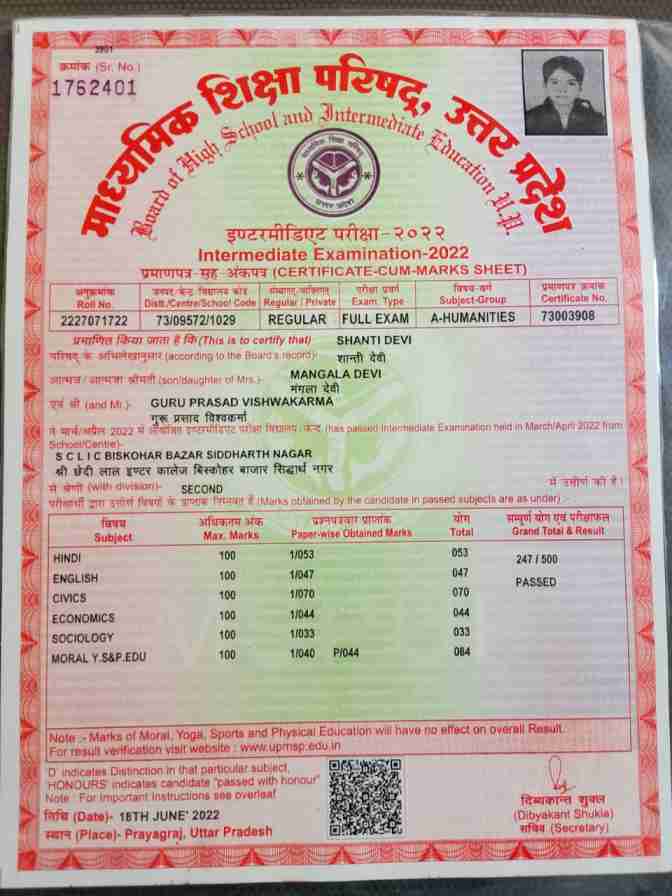 3901
क्रमांक (Sr. No.)
1762401
माध्यमिक शिक्षा परिषद्, उत्तर प्रदेश
Board of High School and Intermediate Education U.P.
माध्यमिक शिक्षा परिषद
उत्तर प्रदेश
इण्टरमीडिएट परीक्षा-२०२२
Intermediate Examination-2022
प्रमाणपत्र-सह अंकपत्र (CERTIFICATE-CUM-MARKS SHEET)
अनुक्रमांक जनपद/केन्द्र/विद्यालय कोड संस्थागत/व्यक्तिगत परीक्षा प्रवर्ग विषय-वर्ग प्रमाणपत्र क्रमांक
Roll No. Distt./Centre/School Code Regular / Private Exam. Type Subject-Group Certificate No.
2227071722 73/09572/1029 REGULAR FULL EXAM A-HUMANITIES 73003908
प्रमाणित किया जाता है कि (This is to certify that) SHANTI DEVI
परिषद के अभिलेखानुसार (according to the Board's record)- शान्ती देवी
आत्मज/आत्मजा श्रीमती (son/daughter of Mrs.)- MANGALA DEVI
मंगला देवी
एवं श्री (and Mr.)- GURU PRASAD VISHWAKARMA
गुरू प्रसाद विश्वकर्मा
ने मार्च/अप्रैल 2022 में आयोजित इण्टरमीडिएट परीक्षा विद्यालय/केन्द्र (has passed Intermediate Examination held in March/April 2022 from
School/Centre)-
S C L I C BISKOHAR BAZAR SIDDHARTH NAGAR
श्री छेदी लाल इण्टर कालेज बिस्कोहर बाजार सिद्धार्थ नगर
में श्रेणी (with division)- SECOND में उत्तीर्ण की है।
परीक्षार्थी द्वारा उत्तीर्ण विषयों के प्राप्तांक निम्नवत् हैं (Marks obtained by the candidate in passed subjects are as under) :-
विषय अधिकतम अंक प्रश्नपत्रवार प्राप्तांक योग सम्पूर्ण योग एवं परीक्षाफल
Subject Max. Marks Paper-wise Obtained Marks Total Grand Total & Result
HINDI 100 1/053 053 247 / 500
ENGLISH 100 1/047 047 PASSED
CIVICS 100 1/070 070
ECONOMICS 100 1/044 044
SOCIOLOGY 100 1/033 033
MORAL Y.S&P.EDU 100 1/040 P/044 084
Note :- Marks of Moral, Yoga, Sports and Physical Education will have no effect on overall Result.
For result verification visit website : www.upmsp.edu.in
'D' indicates Distinction in that particular subject,
'HONOURS' indicates candidate "passed with honour"
Note : For Important Instructions see overleaf
तिथि (Date)- 18TH JUNE' 2022
स्थान (Place)- Prayagraj, Uttar Pradesh
दिब्यकान्त शुक्ल
(Dibyakant Shukla)
सचिव (Secretary)